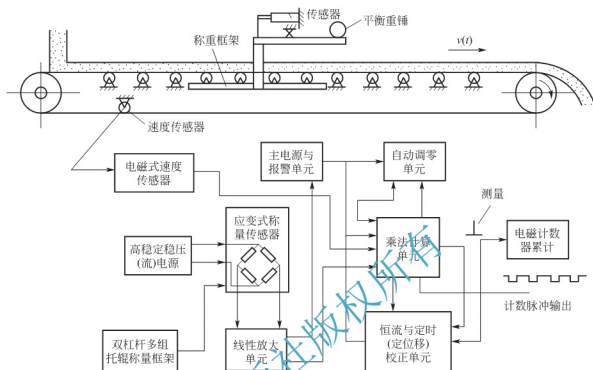 传感器
平衡重锤
称重框架
v(t)
速度传感器
电磁式速度
传感器
主电源与
报警单元
自动调零
单元
测量
应变式称
量传感器
高稳定稳压
(流)电源
乘法计算
单元
电磁计数
器累计
计数脉冲输出
双杠杆多组
托辊称量框架
线性放大
单元
恒流与定时
(定位移)
校正单元
社版权所有